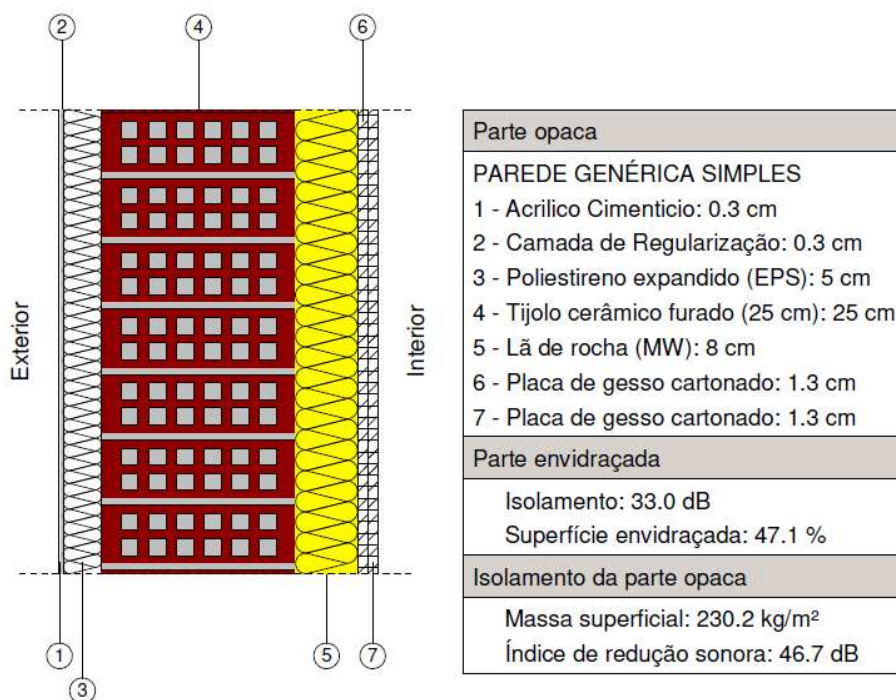 2
4
6
Exterior
Interior
1
3
5
7
Parte opaca
PAREDE GENÉRICA SIMPLES
1 - Acrilico Cimenticio: 0.3 cm
2 - Camada de Regularização: 0.3 cm
3 - Poliestireno expandido (EPS): 5 cm
4 - Tijolo cerâmico furado (25 cm): 25 cm
5 - Lã de rocha (MW): 8 cm
6 - Placa de gesso cartonado: 1.3 cm
7 - Placa de gesso cartonado: 1.3 cm
Parte envidraçada
Isolamento: 33.0 dB
Superfície envidraçada: 47.1 %
Isolamento da parte opaca
Massa superficial: 230.2 kg/m²
Índice de redução sonora: 46.7 dB